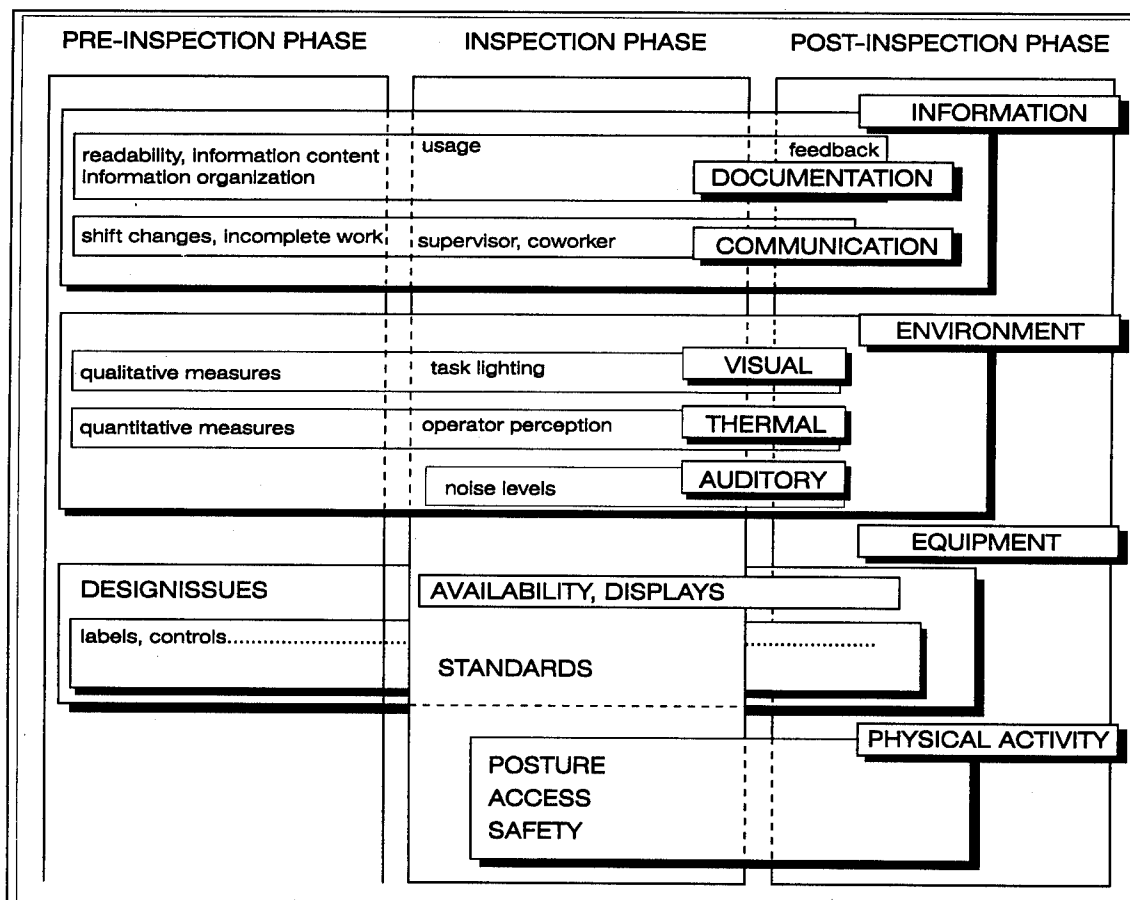 PRE-INSPECTION PHASE
INSPECTION PHASE
POST-INSPECTION PHASE
INFORMATION
readability, information content
information organization
usage
feedback
DOCUMENTATION
shift changes, incomplete work
supervisor, coworker
COMMUNICATION
ENVIRONMENT
qualitative measures
task lighting
VISUAL
quantitative measures
operator perception
THERMAL
noise levels
AUDITORY
EQUIPMENT
DESIGNISSUES
AVAILABILITY, DISPLAYS
labels, controls
STANDARDS
PHYSICAL ACTIVITY
POSTURE
ACCESS
SAFETY